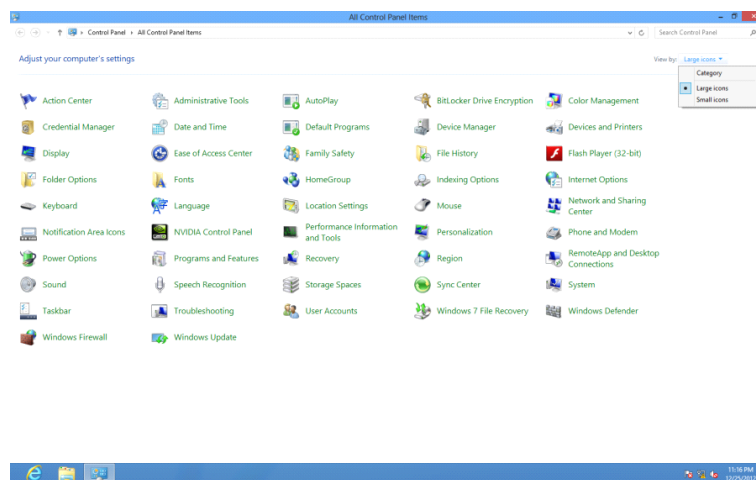 All Control Panel Items
Control Panel All Control Panel Items
Search Control Panel
Adjust your computer's settings
View by: Large icons
Category
Large icons
Small icons
Action Center
Administrative Tools
AutoPlay
BitLocker Drive Encryption
Color Management
Credential Manager
Date and Time
Default Programs
Device Manager
Devices and Printers
Display
Ease of Access Center
Family Safety
File History
Flash Player (32-bit)
Folder Options
Fonts
HomeGroup
Indexing Options
Internet Options
Keyboard
Language
Location Settings
Mouse
Network and Sharing
Center
Notification Area Icons
NVIDIA Control Panel
Performance Information
and Tools
Personalization
Phone and Modem
Power Options
Programs and Features
Recovery
Region
RemoteApp and Desktop
Connections
Sound
Speech Recognition
Storage Spaces
Sync Center
System
Taskbar
Troubleshooting
User Accounts
Windows 7 File Recovery
Windows Defender
Windows Firewall
Windows Update
11:16 PM